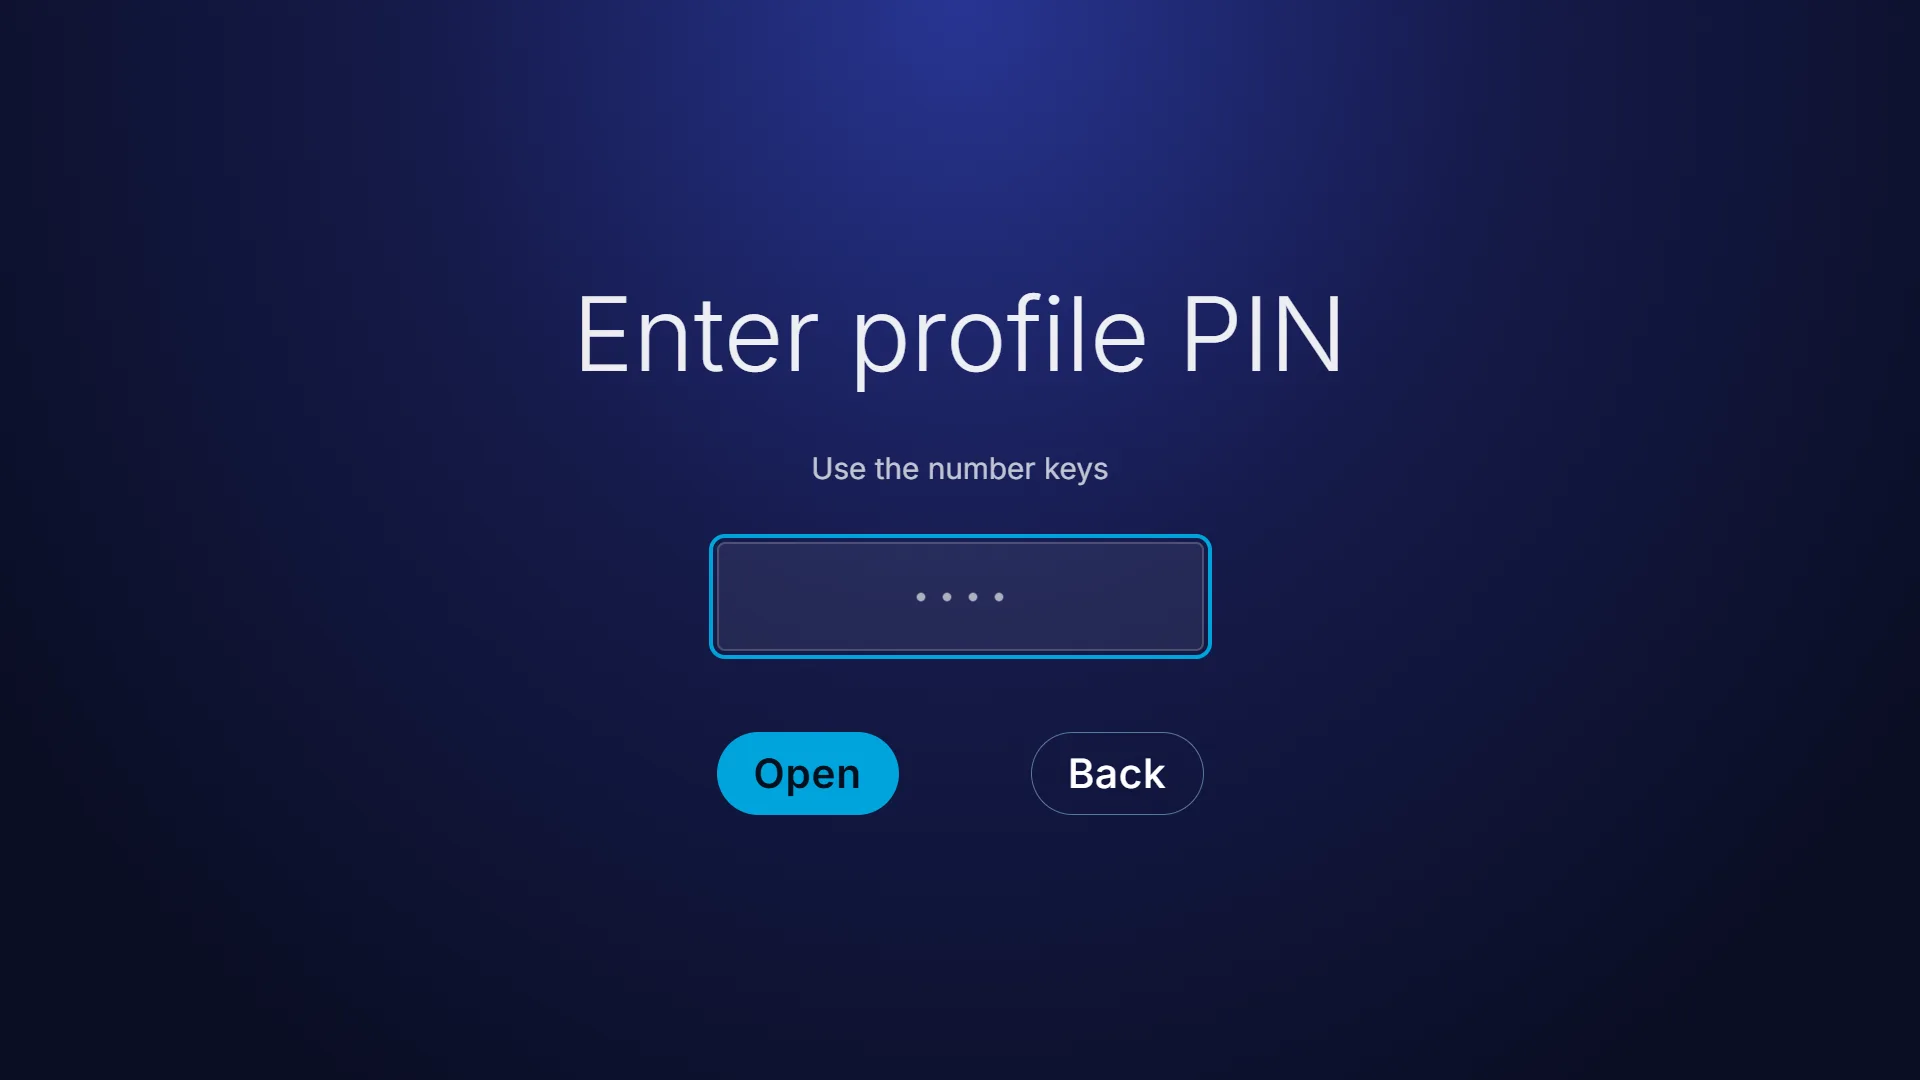 Enter profile PIN
Use the number keys
• • • •
Open
Back